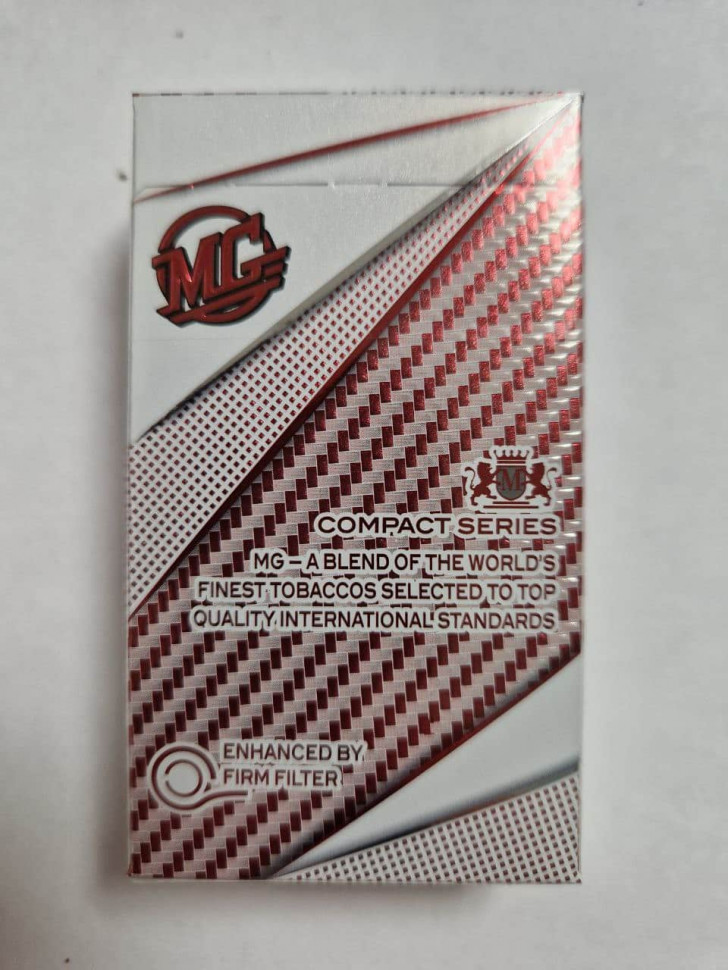 MG
M
COMPACT SERIES
MG – A BLEND OF THE WORLD'S
FINEST TOBACCOS SELECTED TO TOP
QUALITY INTERNATIONAL STANDARDS
ENHANCED BY
FIRM FILTER